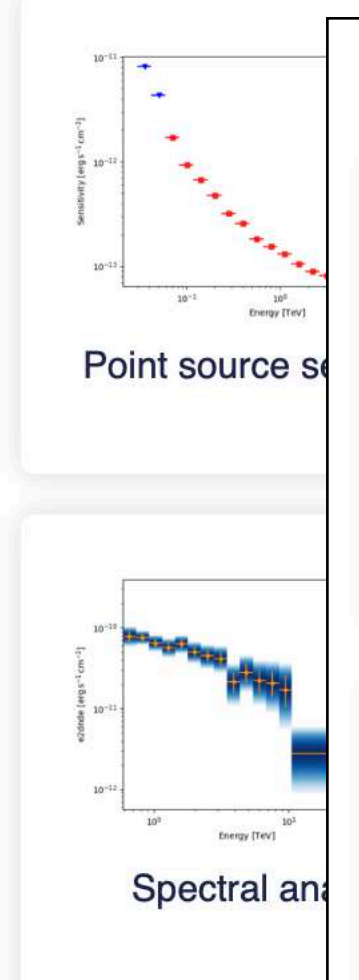 10⁻¹¹
10⁻¹²
10⁻¹³
Sensitivity [erg s⁻¹ cm⁻²]
10⁻¹ 10⁰
Energy [TeV]
Point source se
10⁻¹⁰
10⁻¹¹
10⁻¹²
e2dnde [erg s⁻¹ cm⁻²]
10⁰ 10¹
Energy [TeV]
Spectral ana